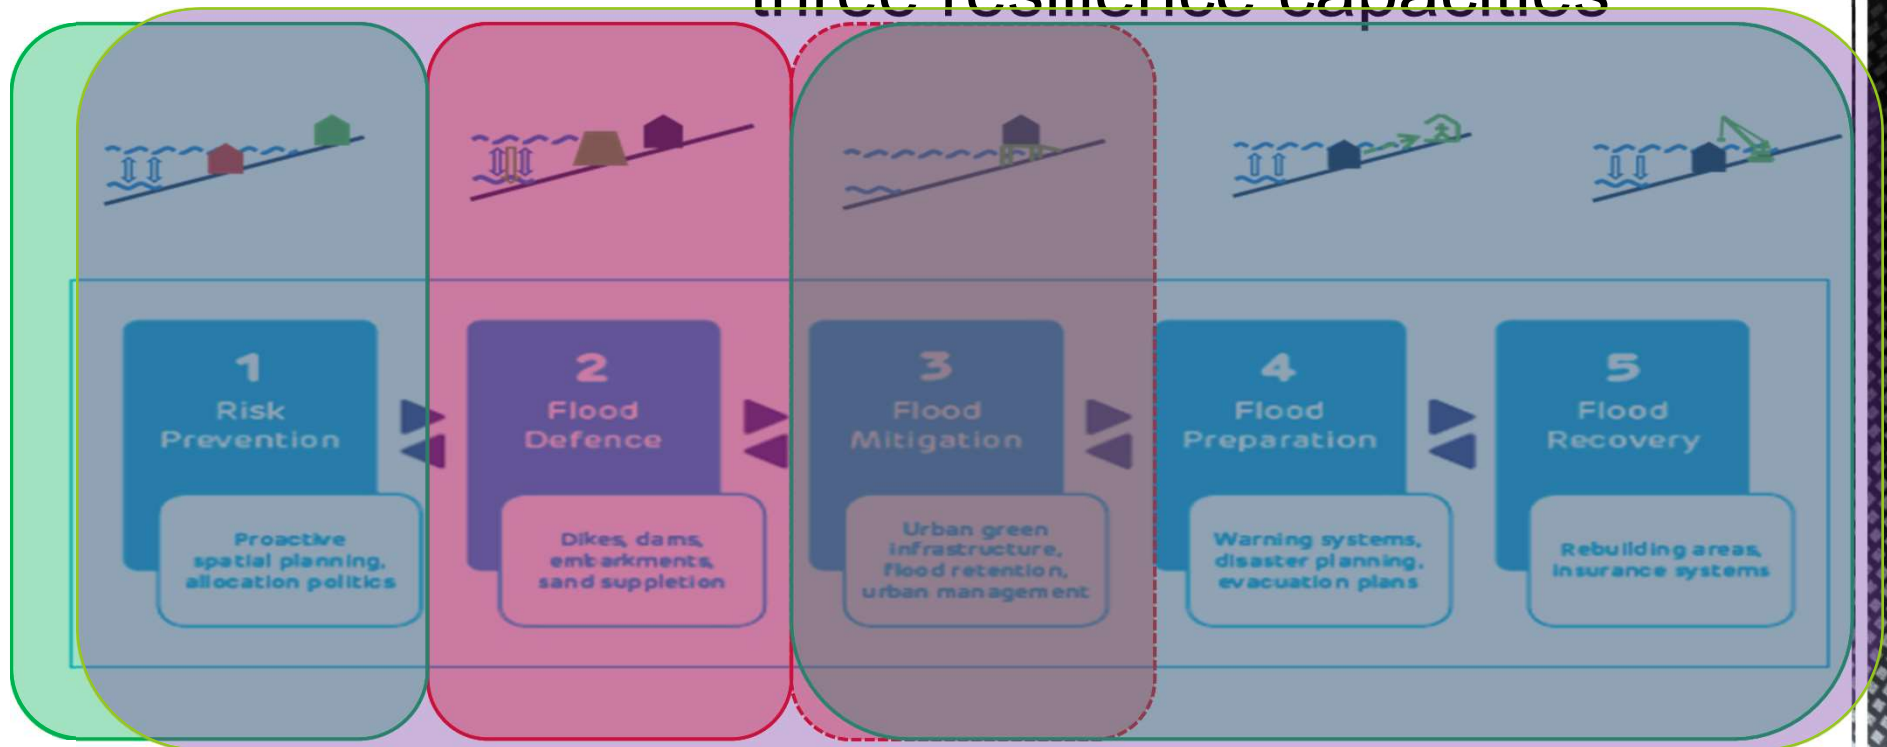 three resilience capacities
1
Risk
Prevention
Proactive
spatial planning,
allocation politics
2
Flood
Defence
Dikes, dams,
embarkments,
sand suppletion
3
Flood
Mitigation
Urban green
infrastructure,
flood retention,
urban management
4
Flood
Preparation
Warning systems,
disaster planning,
evacuation plans
5
Flood
Recovery
Rebuilding areas,
insurance systems